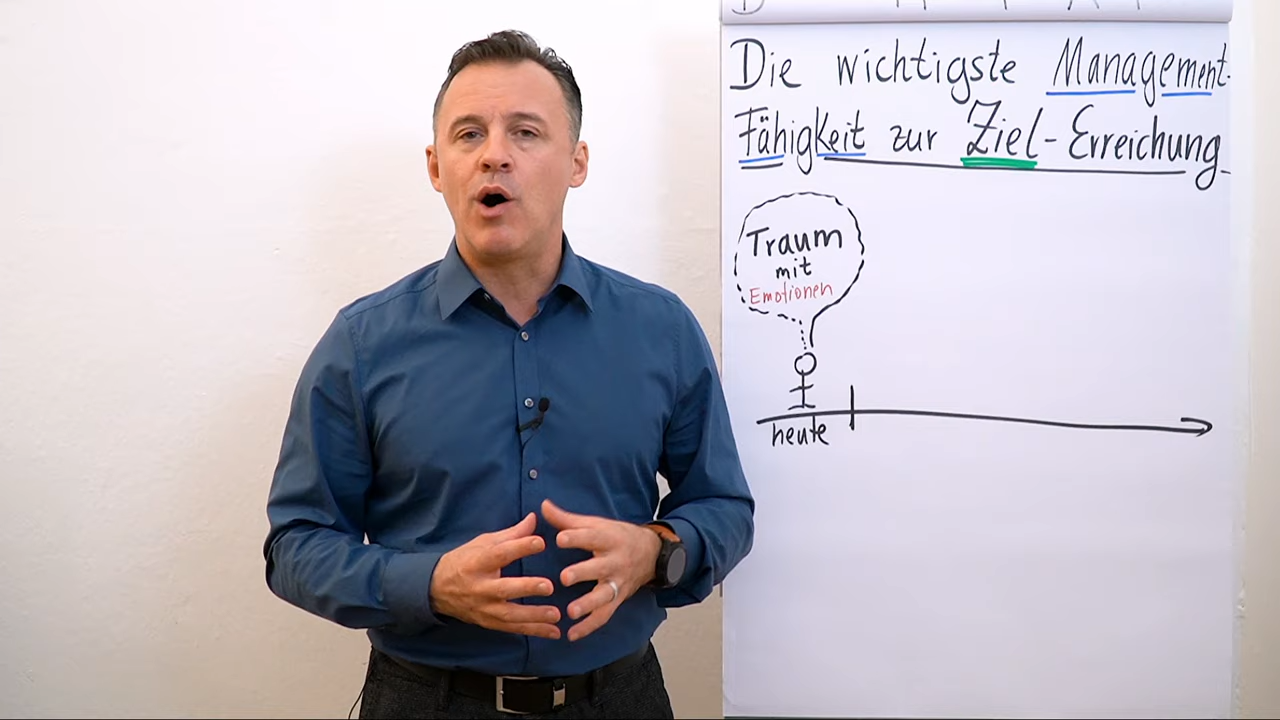 Die wichtigste Management-
Fähigkeit zur Ziel-Erreichung
Traum
mit
Emotionen
heute